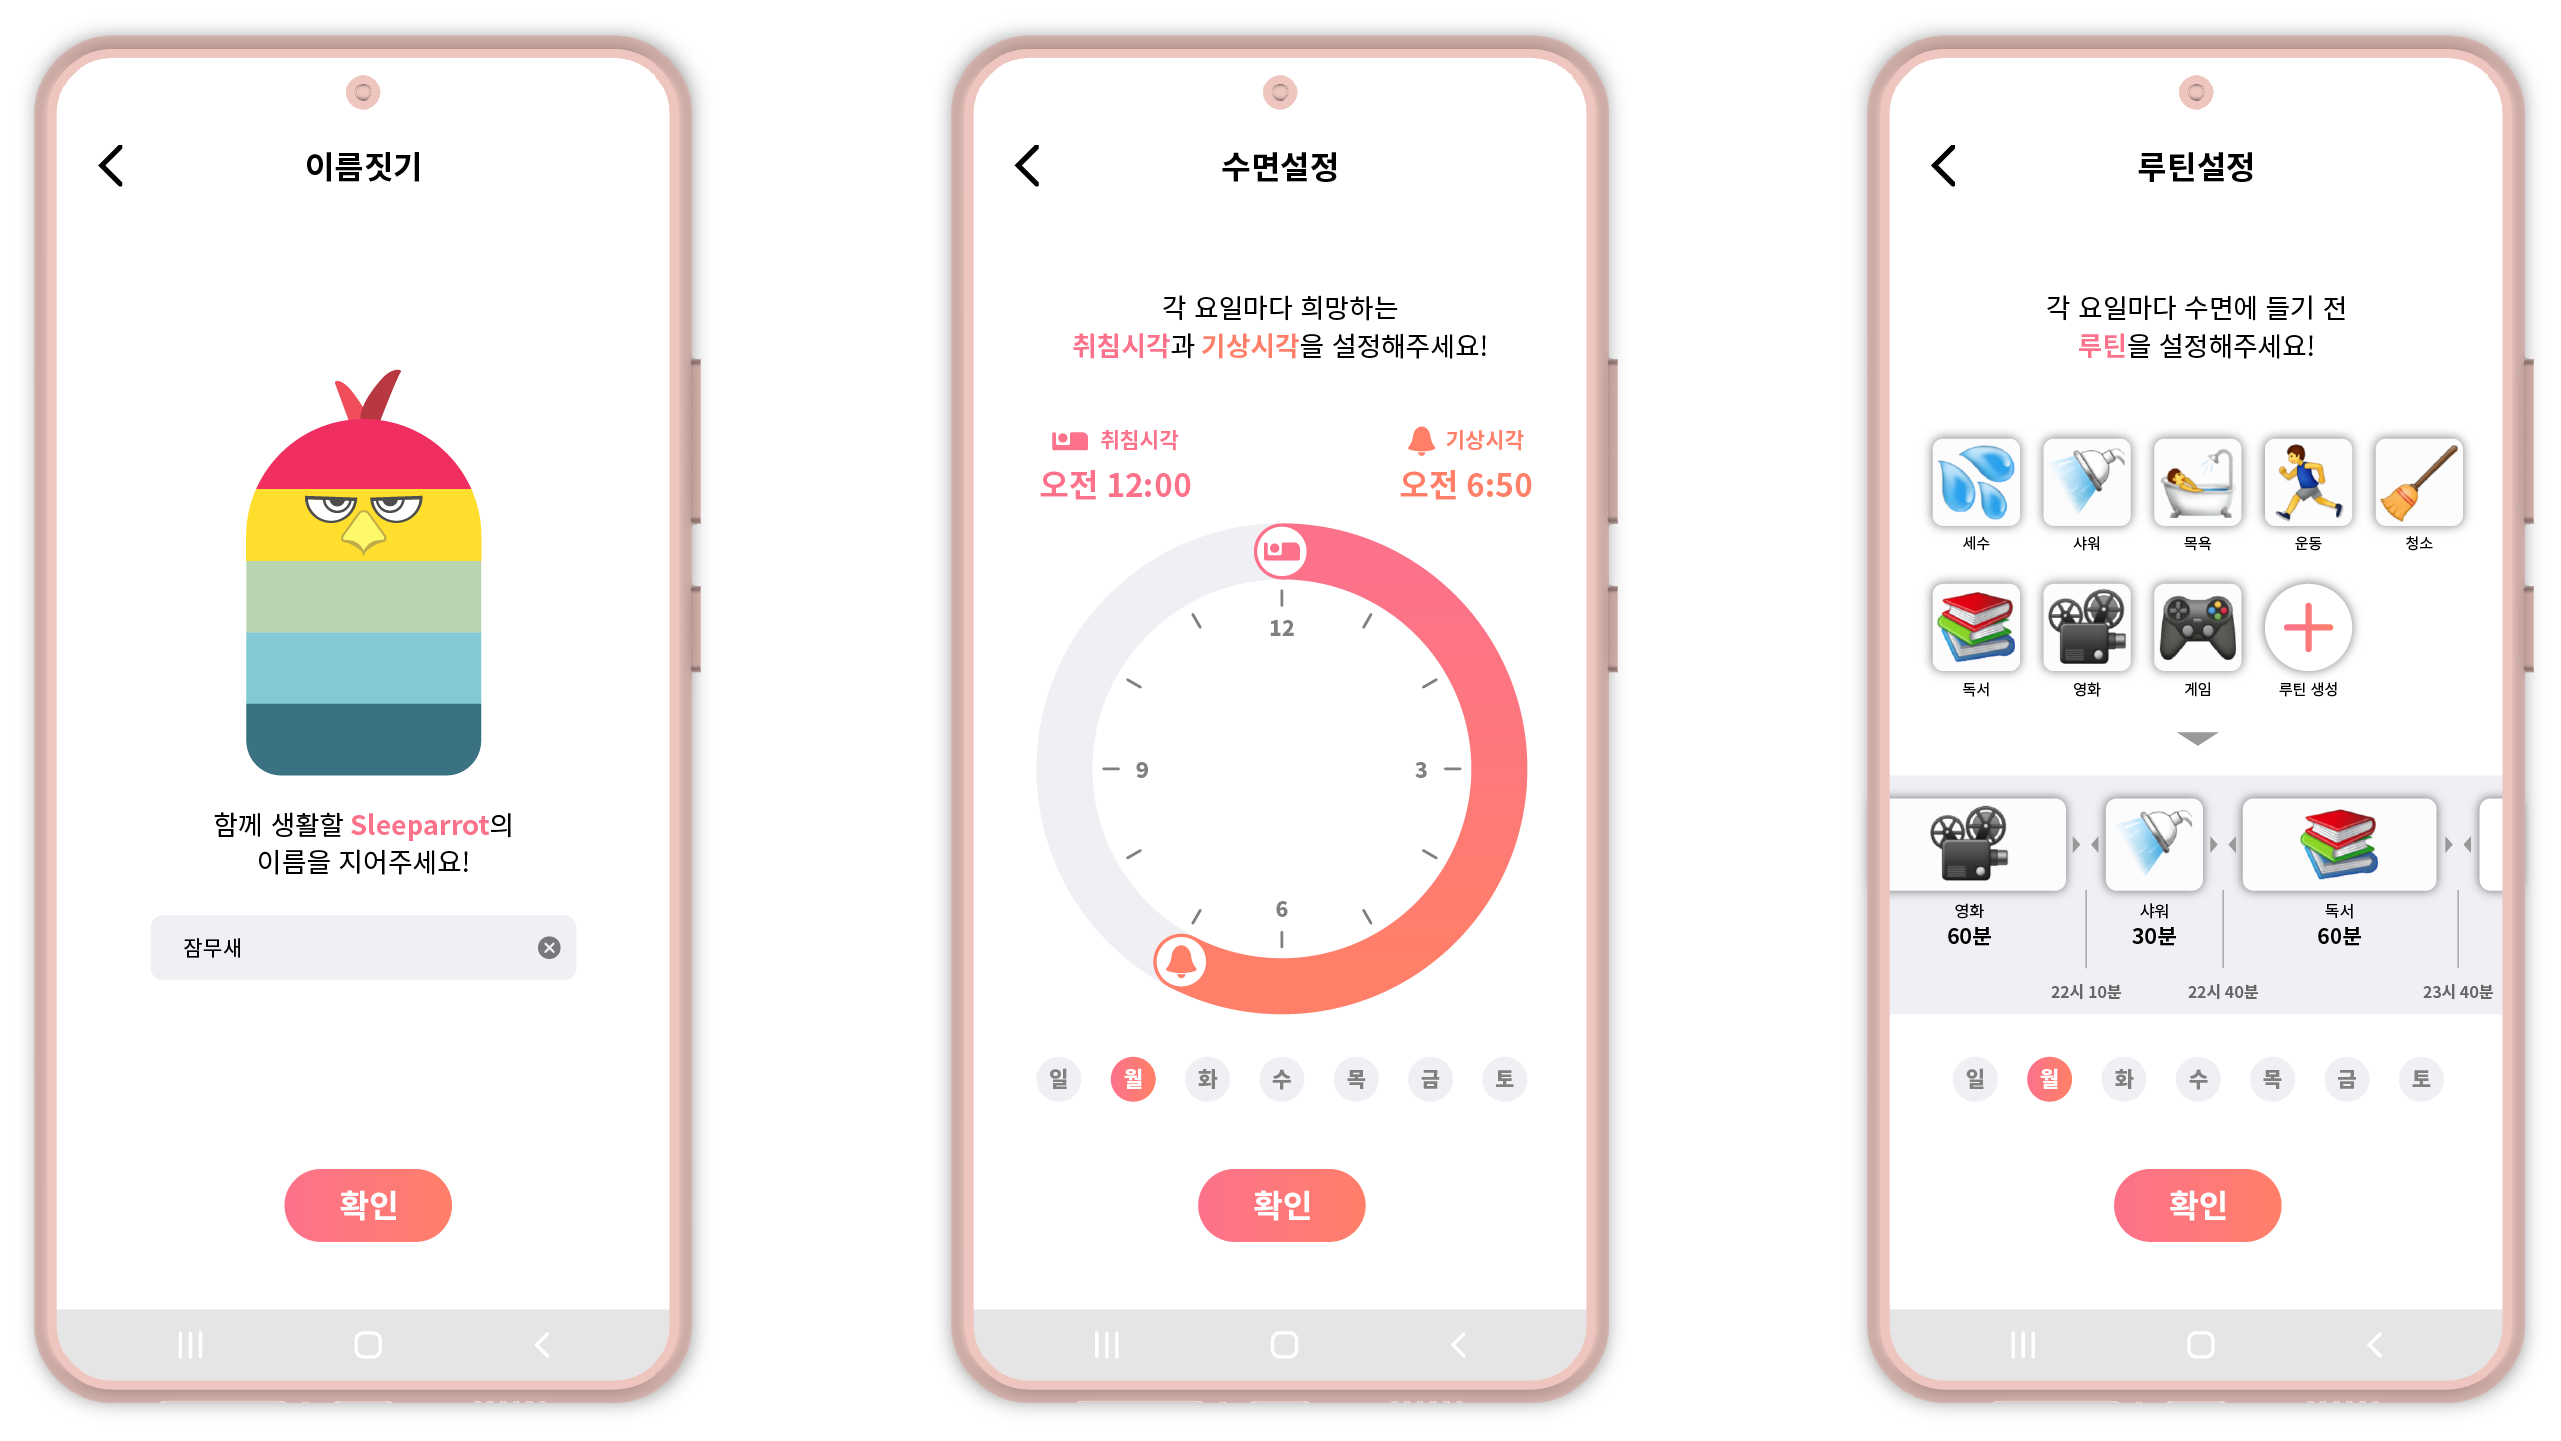 이름짓기
함께 생활할 Sleeparrot의
이름을 지어주세요!
잠무새
확인
수면설정
각 요일마다 희망하는
취침시각과 기상시각을 설정해주세요!
취침시각
오전 12:00
기상시각
오전 6:50
12
9
3
6
일 월 화 수 목 금 토
확인
루틴설정
각 요일마다 수면에 들기 전
루틴을 설정해주세요!
세수 샤워 목욕 운동 청소
독서 영화 게임 루틴 생성
영화 샤워 독서
60분 30분 60분
22시 10분 22시 40분 23시 40분
일 월 화 수 목 금 토
확인